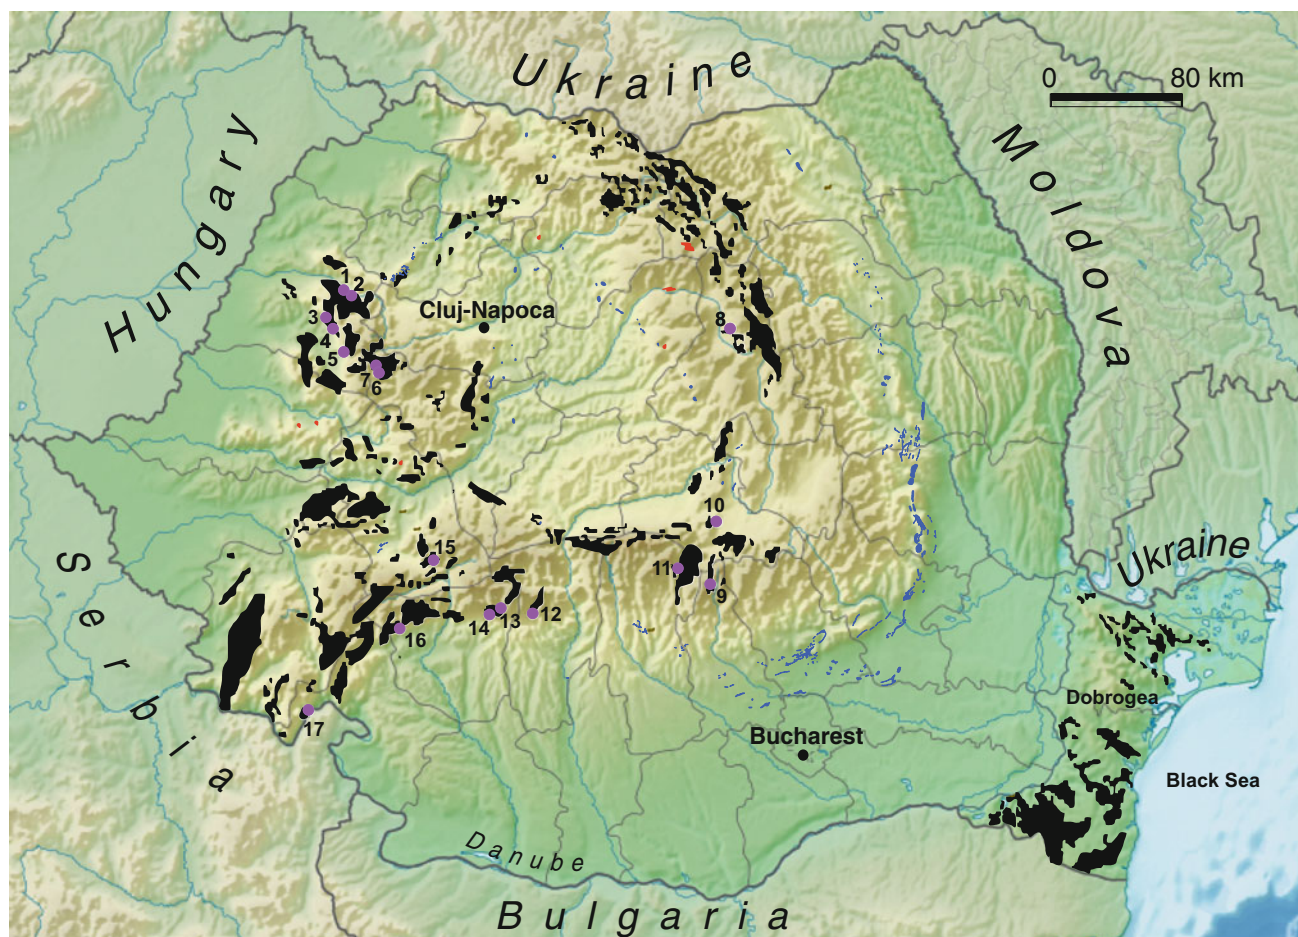 Ukraine
0 80 km
Hungary
Moldova
1 2
Cluj-Napoca
3
8
4
5
7 6
10
15
Ukraine
11
9
Serbia
14 13 12
16
Dobrogea
17
Bucharest
Black Sea
Danube
Bulgaria